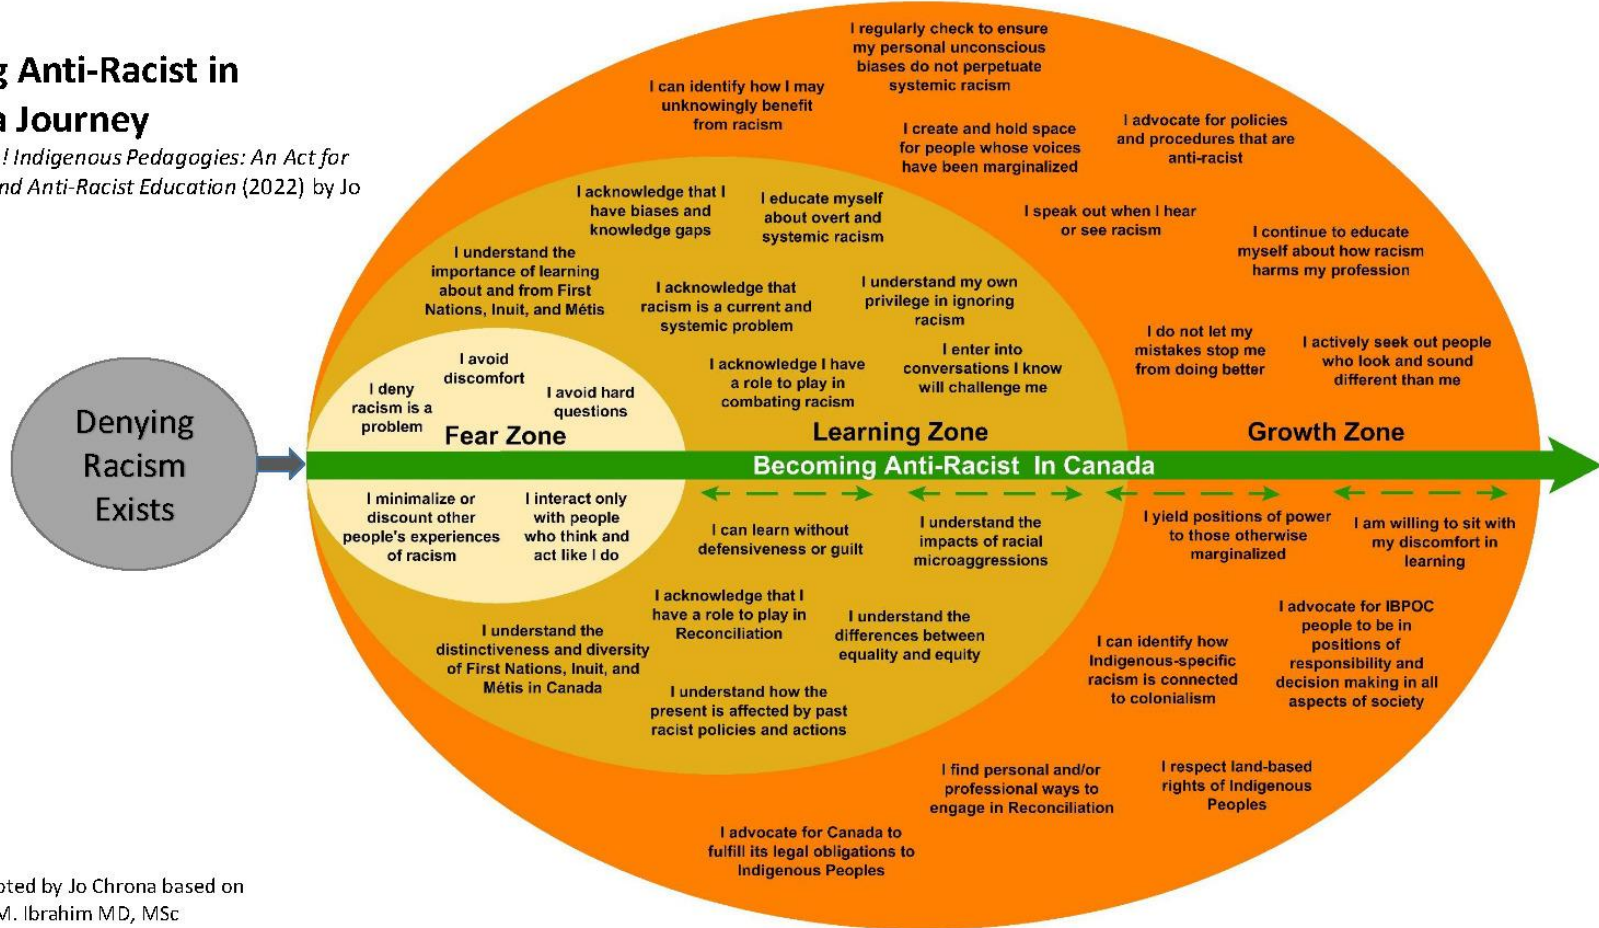 g Anti-Racist in
a Journey
! Indigenous Pedagogies: An Act for
nd Anti-Racist Education (2022) by Jo
Denying
Racism
Exists
I regularly check to ensure
my personal unconscious
biases do not perpetuate
systemic racism
I can identify how I may
unknowingly benefit
from racism
I create and hold space
for people whose voices
have been marginalized
I advocate for policies
and procedures that are
anti-racist
I speak out when I hear
or see racism
I continue to educate
myself about how racism
harms my profession
I do not let my
mistakes stop me
from doing better
I actively seek out people
who look and sound
different than me
I acknowledge that I
have biases and
knowledge gaps
I educate myself
about overt and
systemic racism
I understand the
importance of learning
about and from First
Nations, Inuit, and Métis
I acknowledge that
racism is a current and
systemic problem
I understand my own
privilege in ignoring
racism
I acknowledge I have
a role to play in
combating racism
I enter into
conversations I know
will challenge me
I avoid
discomfort
I deny
racism is a
problem
I avoid hard
questions
Fear Zone
Learning Zone
Growth Zone
Becoming Anti-Racist In Canada
I minimalize or
discount other
people's experiences
of racism
I interact only
with people
who think and
act like I do
I can learn without
defensiveness or guilt
I understand the
impacts of racial
microaggressions
I yield positions of power
to those otherwise
marginalized
I am willing to sit with
my discomfort in
learning
I acknowledge that I
have a role to play in
Reconciliation
I understand the
differences between
equality and equity
I understand the
distinctiveness and diversity
of First Nations, Inuit, and
Métis in Canada
I understand how the
present is affected by past
racist policies and actions
I can identify how
Indigenous-specific
racism is connected
to colonialism
I advocate for IBPOC
people to be in
positions of
responsibility and
decision making in all
aspects of society
I find personal and/or
professional ways to
engage in Reconciliation
I respect land-based
rights of Indigenous
Peoples
I advocate for Canada to
fulfill its legal obligations to
Indigenous Peoples
pted by Jo Chrona based on
M. Ibrahim MD, MSc